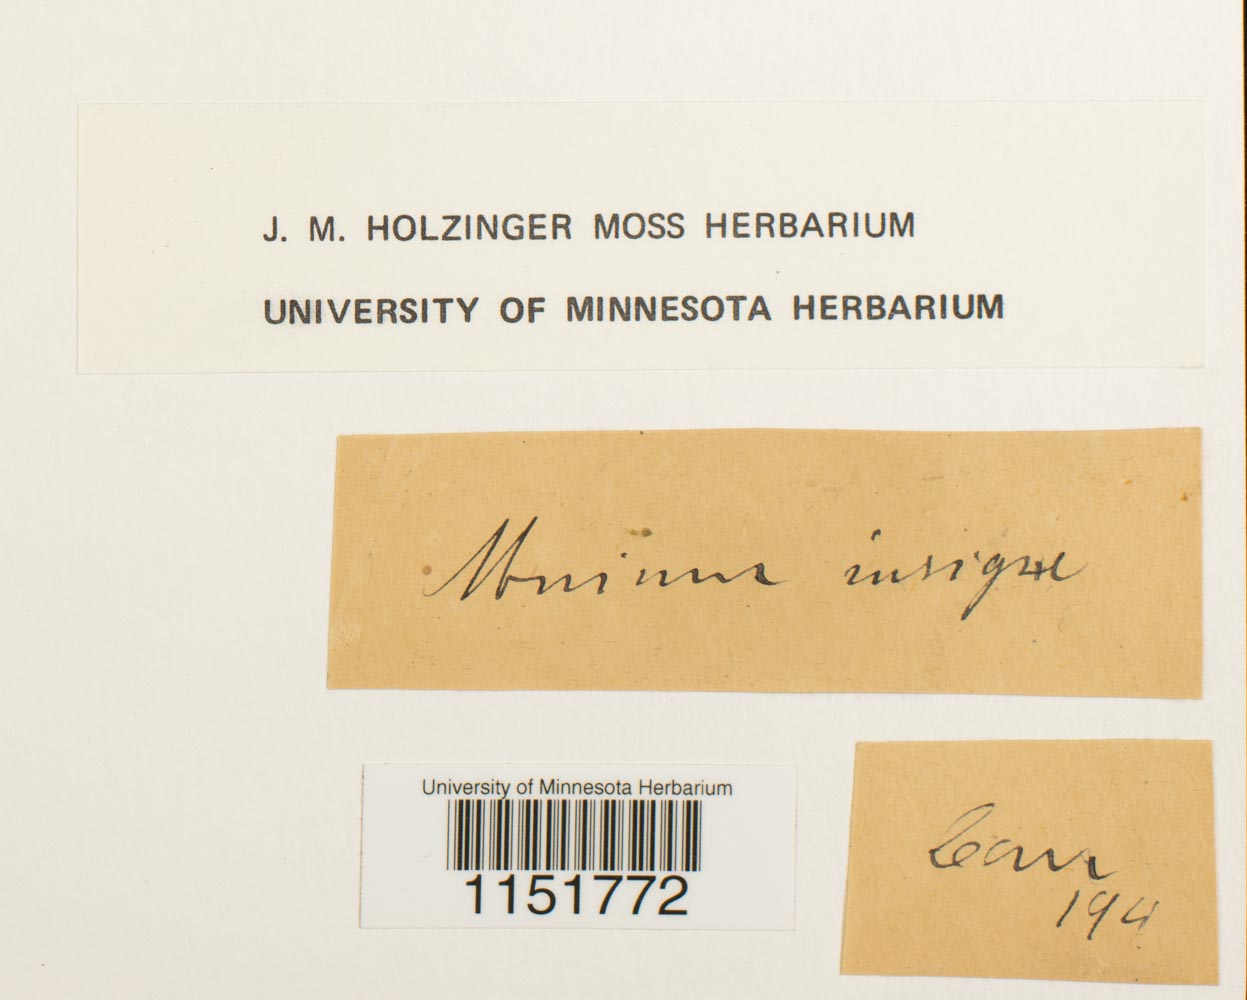 J. M. HOLZINGER MOSS HERBARIUM
UNIVERSITY OF MINNESOTA HERBARIUM
Mnium insigne
University of Minnesota Herbarium
1151772
194